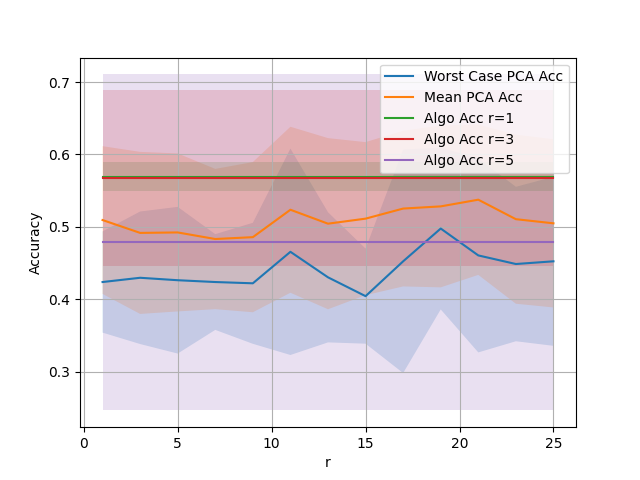 Worst Case PCA Acc
Mean PCA Acc
Algo Acc r=1
Algo Acc r=3
Algo Acc r=5
0.7
0.6
0.5
0.4
0.3
Accuracy
0 5 10 15 20 25
r